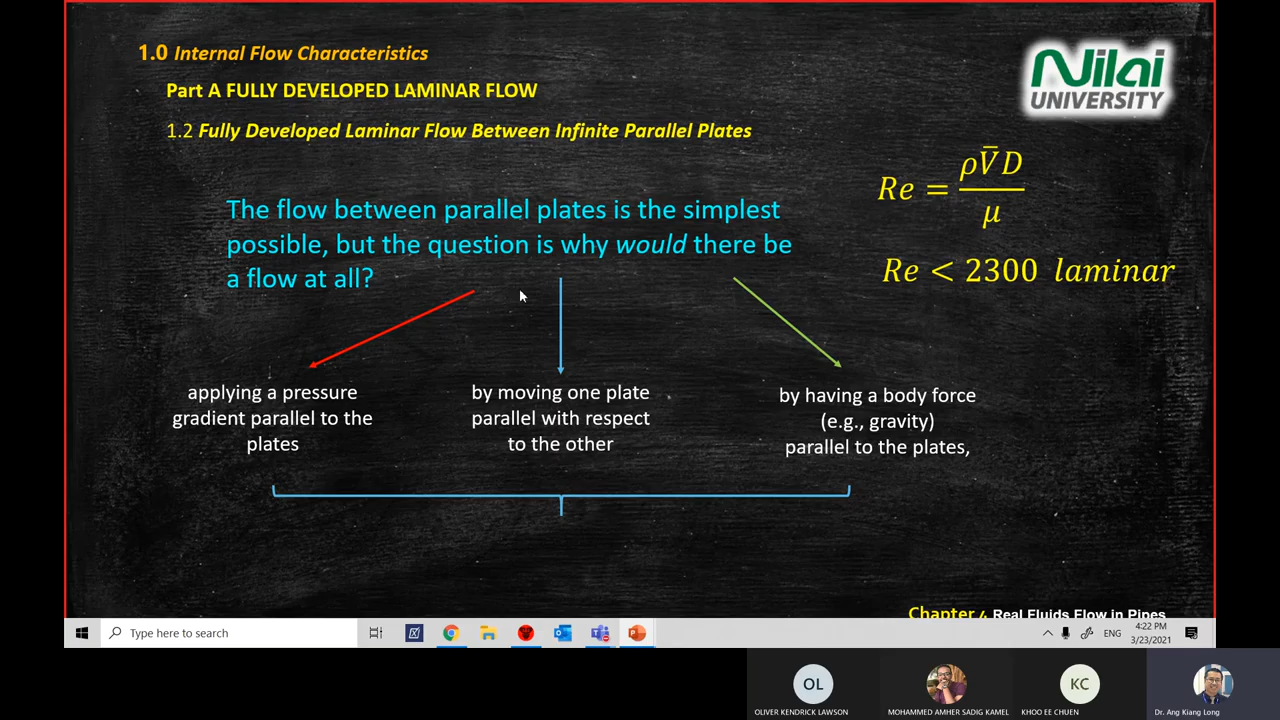 1.0 Internal Flow Characteristics
Part A FULLY DEVELOPED LAMINAR FLOW
1.2 Fully Developed Laminar Flow Between Infinite Parallel Plates
Nilai
UNIVERSITY
The flow between parallel plates is the simplest
possible, but the question is why would there be
a flow at all?
Re = ρV̄D/μ
Re < 2300 laminar
applying a pressure
gradient parallel to the
plates
by moving one plate
parallel with respect
to the other
by having a body force
(e.g., gravity)
parallel to the plates,
Chapter 4 Real Fluids Flow in Pipes
Type here to search
ENG
4:22 PM
3/23/2021
OL
OLIVER KENDRICK LAWSON
MOHAMMED AMHER SADIG KAMEL
KC
KHOO EE CHUEN
Dr. Ang Kiang Long